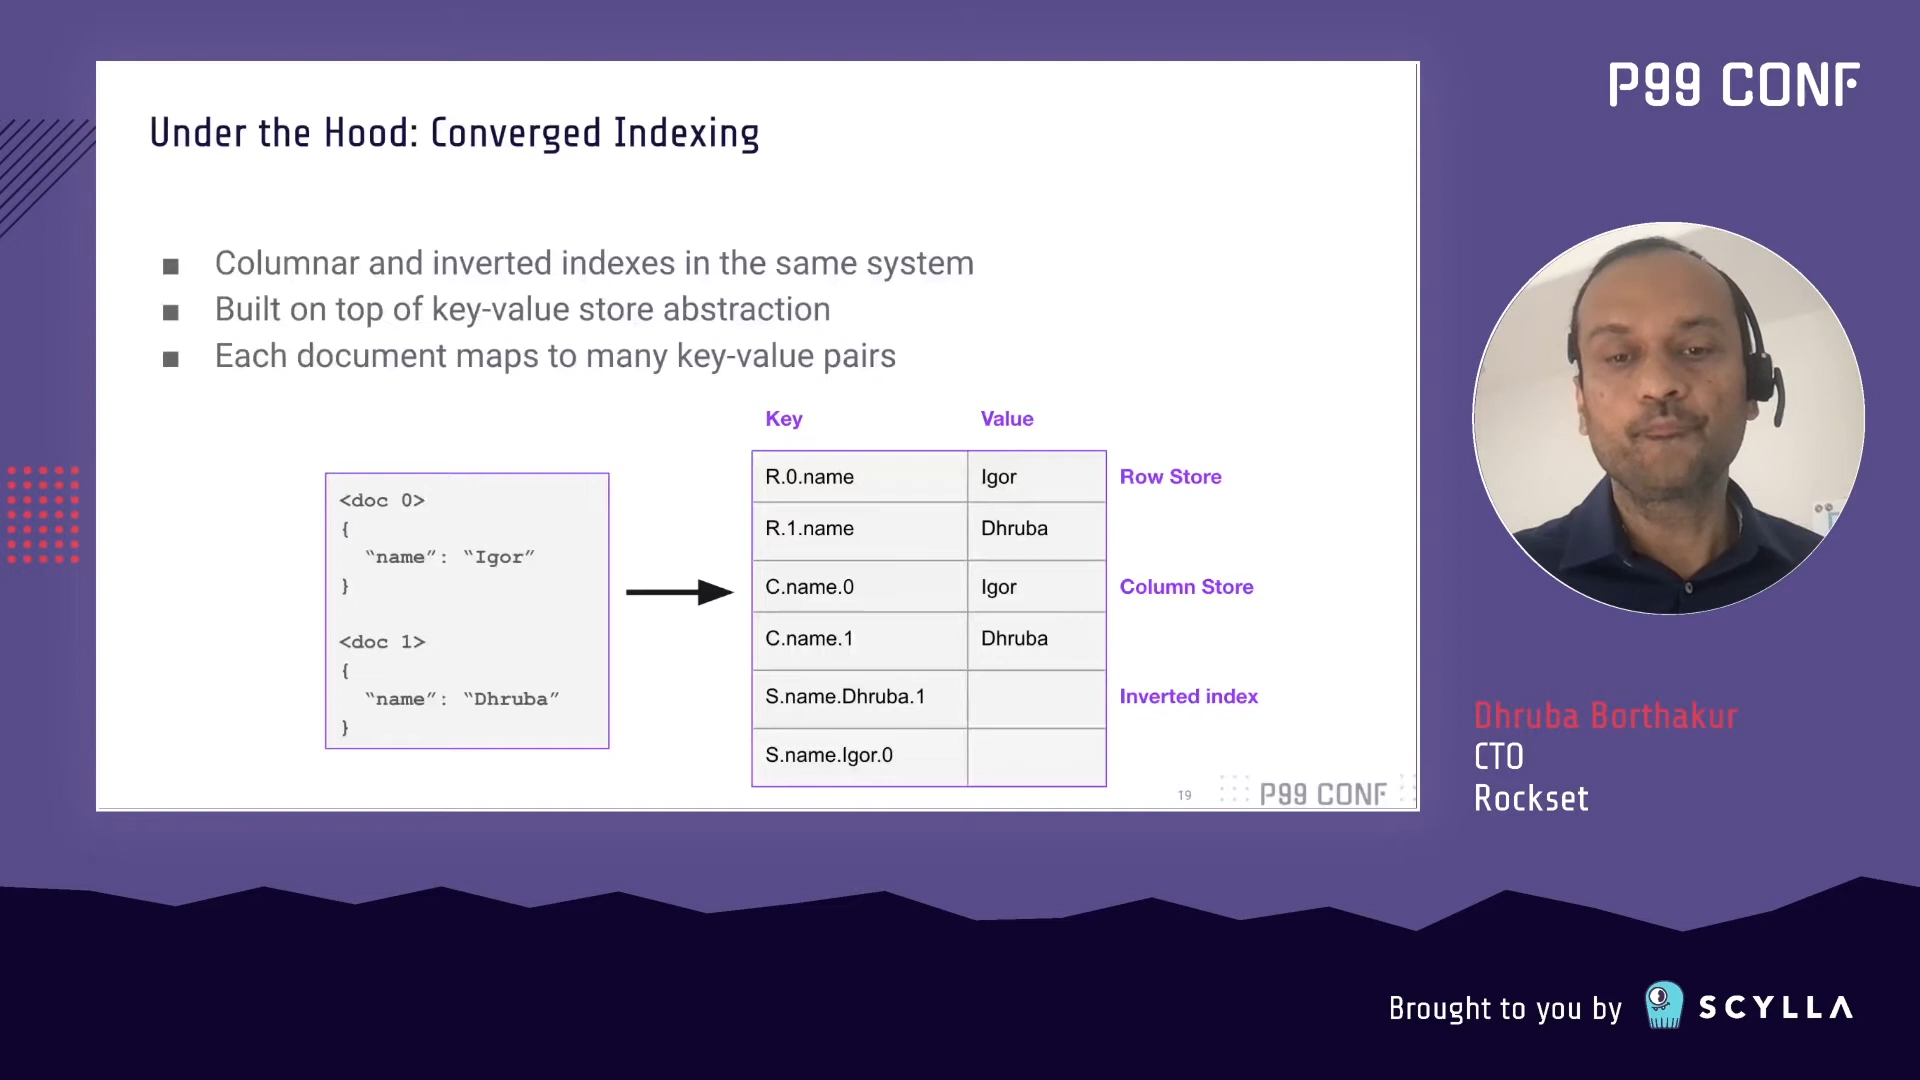 P99 CONF
Under the Hood: Converged Indexing
■ Columnar and inverted indexes in the same system
■ Built on top of key-value store abstraction
■ Each document maps to many key-value pairs
<doc 0>
{
“name”: “Igor”
}
<doc 1>
{
“name”: “Dhruba”
}
Key Value
R.0.name Igor Row Store
R.1.name Dhruba
C.name.0 Igor Column Store
C.name.1 Dhruba
S.name.Dhruba.1 Inverted index
S.name.Igor.0
19 P99 CONF
Dhruba Borthakur
CTO
Rockset
Brought to you by SCYLLA